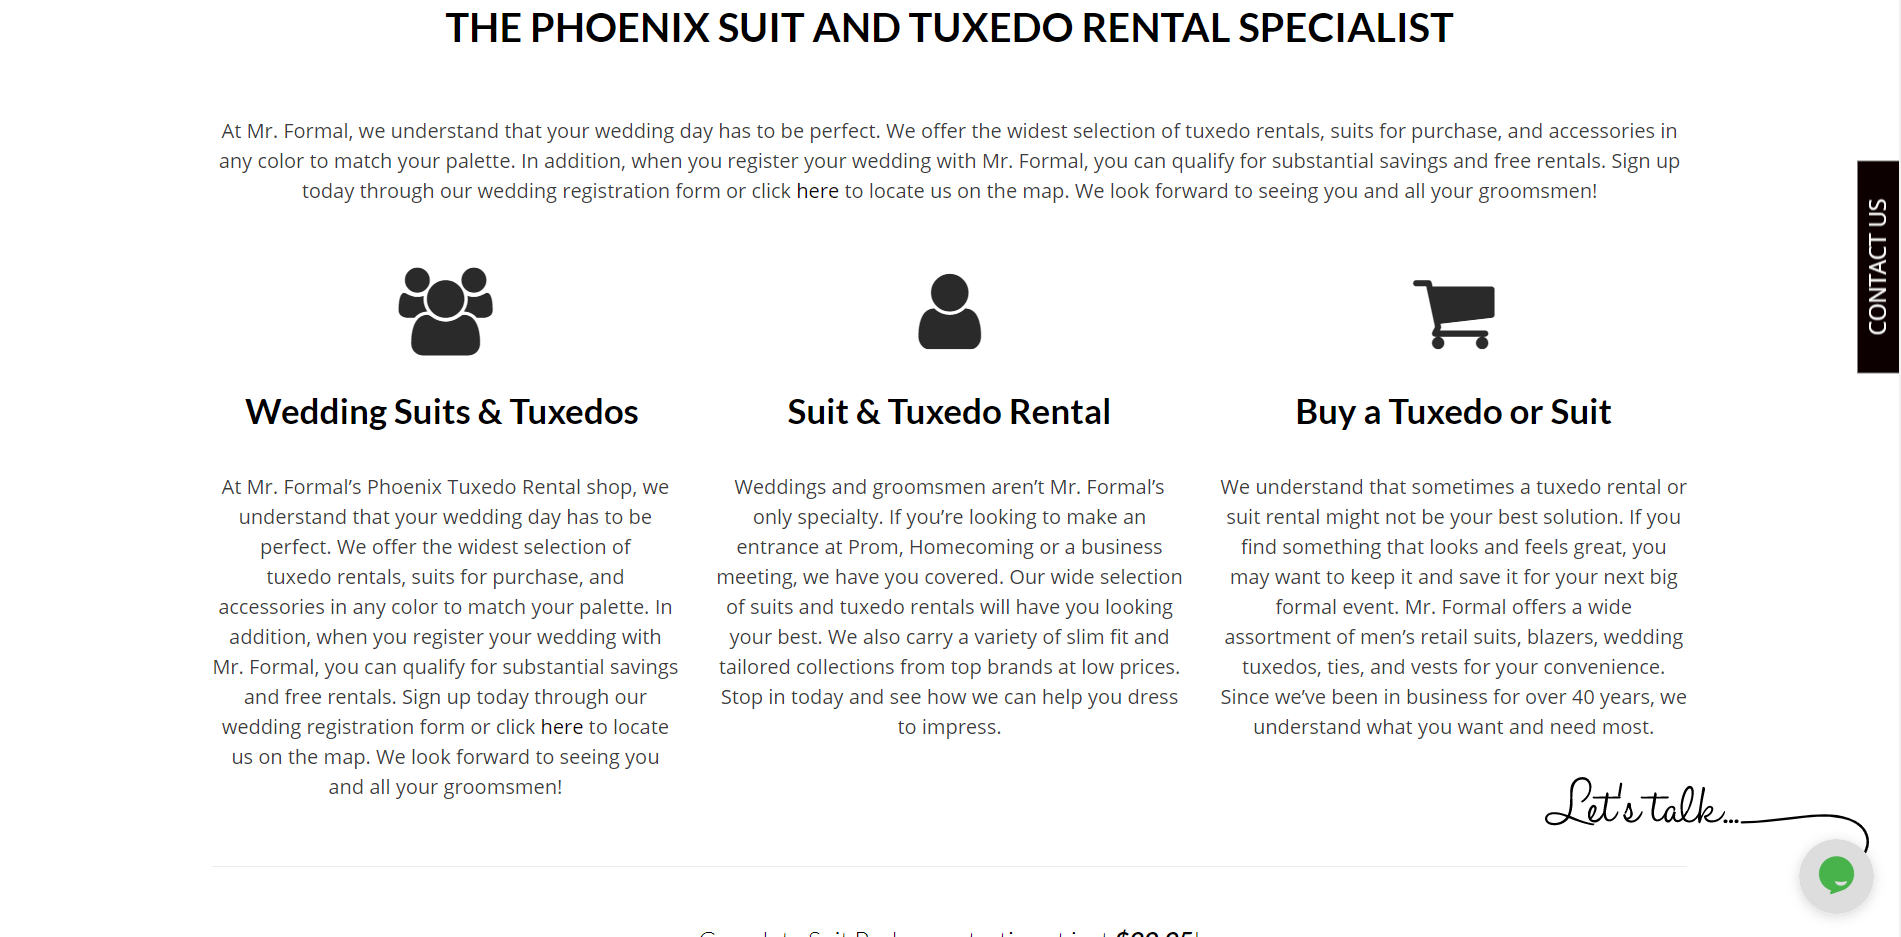 THE PHOENIX SUIT AND TUXEDO RENTAL SPECIALIST
At Mr. Formal, we understand that your wedding day has to be perfect. We offer the widest selection of tuxedo rentals, suits for purchase, and accessories in
any color to match your palette. In addition, when you register your wedding with Mr. Formal, you can qualify for substantial savings and free rentals. Sign up
today through our wedding registration form or click here to locate us on the map. We look forward to seeing you and all your groomsmen!
CONTACT US
Wedding Suits & Tuxedos
At Mr. Formal’s Phoenix Tuxedo Rental shop, we
understand that your wedding day has to be
perfect. We offer the widest selection of
tuxedo rentals, suits for purchase, and
accessories in any color to match your palette. In
addition, when you register your wedding with
Mr. Formal, you can qualify for substantial savings
and free rentals. Sign up today through our
wedding registration form or click here to locate
us on the map. We look forward to seeing you
and all your groomsmen!
Suit & Tuxedo Rental
Weddings and groomsmen aren’t Mr. Formal’s
only specialty. If you’re looking to make an
entrance at Prom, Homecoming or a business
meeting, we have you covered. Our wide selection
of suits and tuxedo rentals will have you looking
your best. We also carry a variety of slim fit and
tailored collections from top brands at low prices.
Stop in today and see how we can help you dress
to impress.
Buy a Tuxedo or Suit
We understand that sometimes a tuxedo rental or
suit rental might not be your best solution. If you
find something that looks and feels great, you
may want to keep it and save it for your next big
formal event. Mr. Formal offers a wide
assortment of men’s retail suits, blazers, wedding
tuxedos, ties, and vests for your convenience.
Since we’ve been in business for over 40 years, we
understand what you want and need most.
Let's talk...